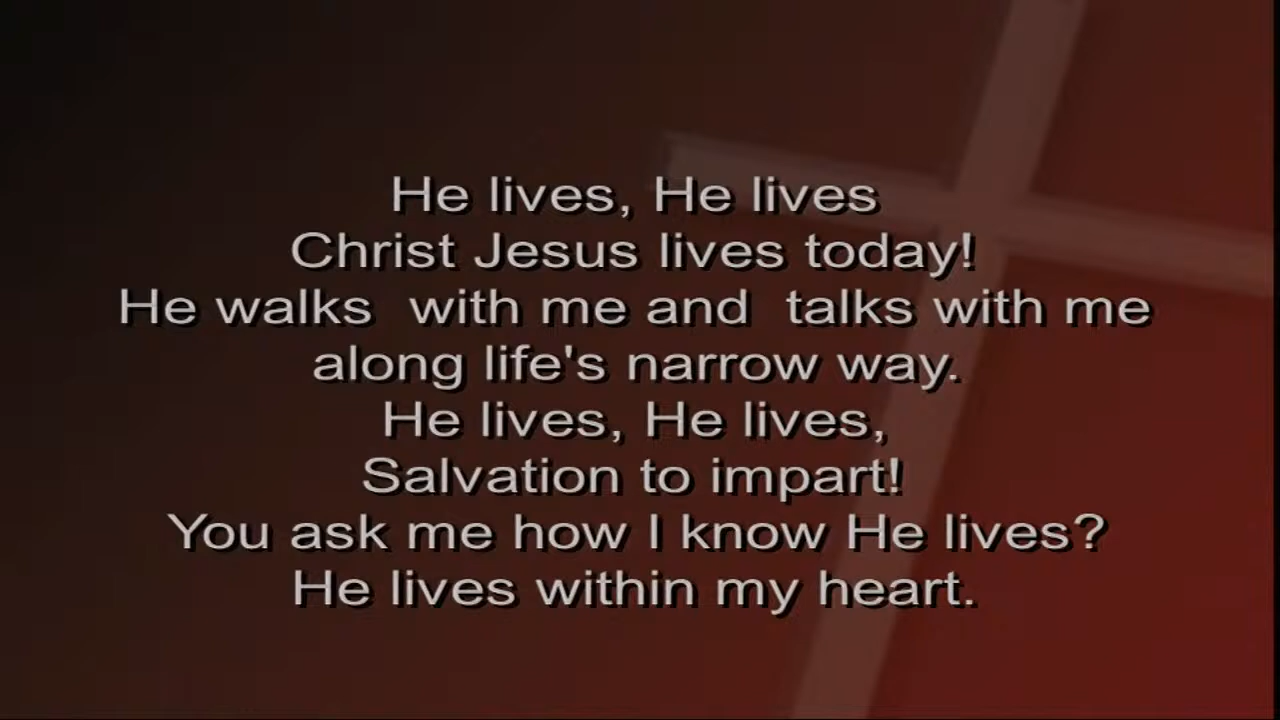 He lives, He lives
Christ Jesus lives today!
He walks  with me and  talks with me
along life's narrow way.
He lives, He lives,
Salvation to impart!
You ask me how I know He lives?
He lives within my heart.